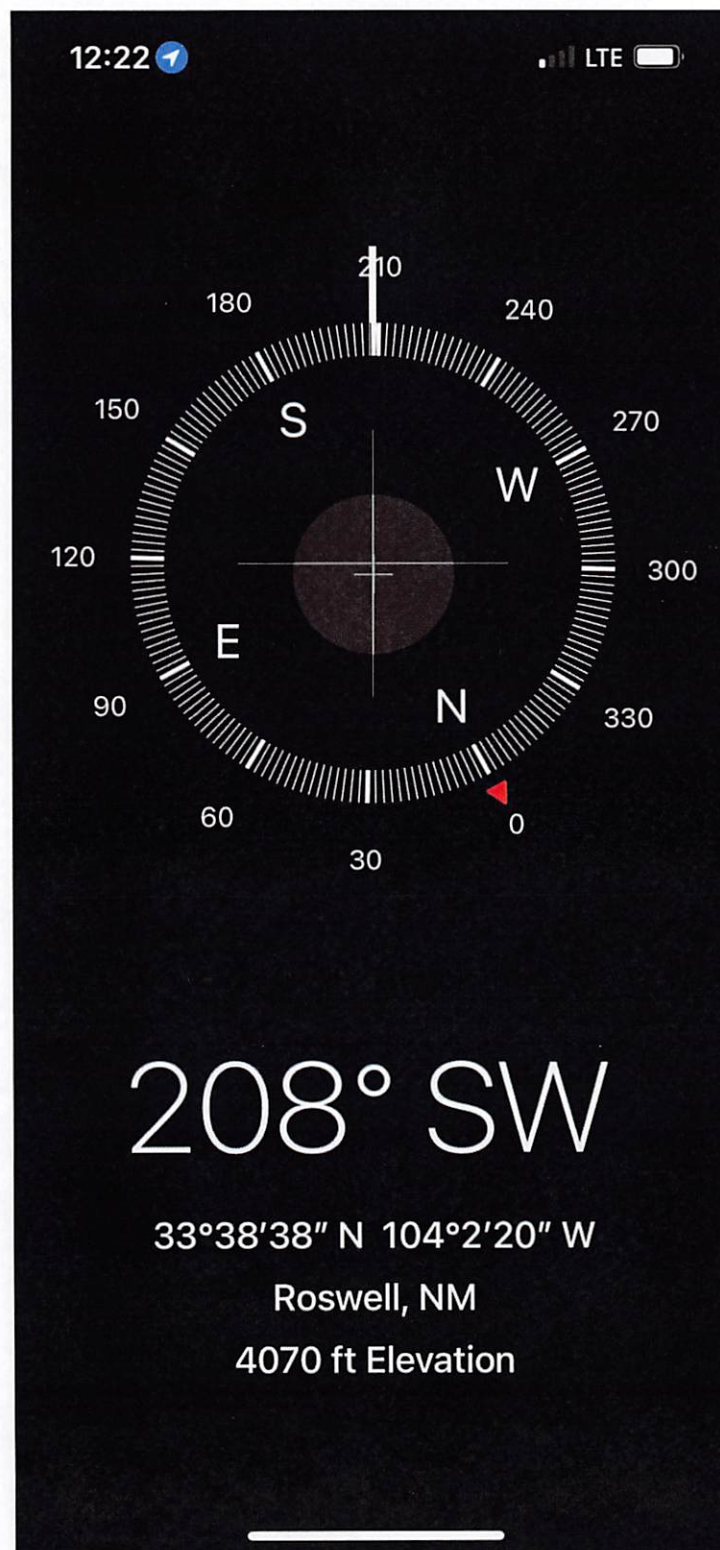 12:22 LTE
210
180 240
150 270
S
W
120 300
E
N
90 330
60 0
30
208° SW
33°38′38″ N 104°2′20″ W
Roswell, NM
4070 ft Elevation